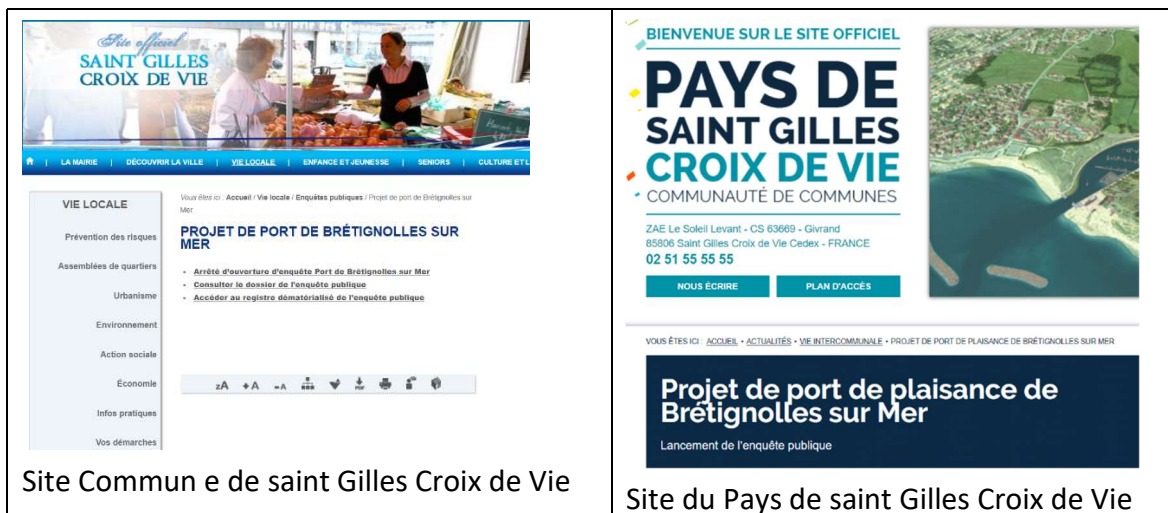 Site officiel
SAINT GILLES
CROIX DE VIE
| LA MAIRIE | DÉCOUVRIR LA VILLE | VIE LOCALE | ENFANCE ET JEUNESSE | SENIORS | CULTURE ET L
VIE LOCALE
Prévention des risques
Assemblées de quartiers
Urbanisme
Environnement
Action sociale
Économie
Infos pratiques
Vos démarches
Vous êtes ici : Accueil / Vie locale / Enquêtes publiques / Projet de port de Brétignolles sur
Mer
PROJET DE PORT DE BRÉTIGNOLLES SUR
MER
- Arrêté d'ouverture d'enquête Port de Brétignolles sur Mer
- Consulter le dossier de l'enquête publique
- Accéder au registre dématérialisé de l'enquête publique
zA +A -A PDF
Site Commun e de saint Gilles Croix de Vie
BIENVENUE SUR LE SITE OFFICIEL
PAYS DE
SAINT GILLES
CROIX DE VIE
COMMUNAUTÉ DE COMMUNES
ZAE Le Soleil Levant - CS 63669 - Givrand
85806 Saint Gilles Croix de Vie Cedex - FRANCE
02 51 55 55 55
NOUS ÉCRIRE PLAN D'ACCÈS
VOUS ÊTES ICI : ACCUEIL • ACTUALITÉS • VIE INTERCOMMUNALE • PROJET DE PORT DE PLAISANCE DE BRÉTIGNOLLES SUR MER
Projet de port de plaisance de
Brétignolles sur Mer
Lancement de l'enquête publique
Site du Pays de saint Gilles Croix de Vie